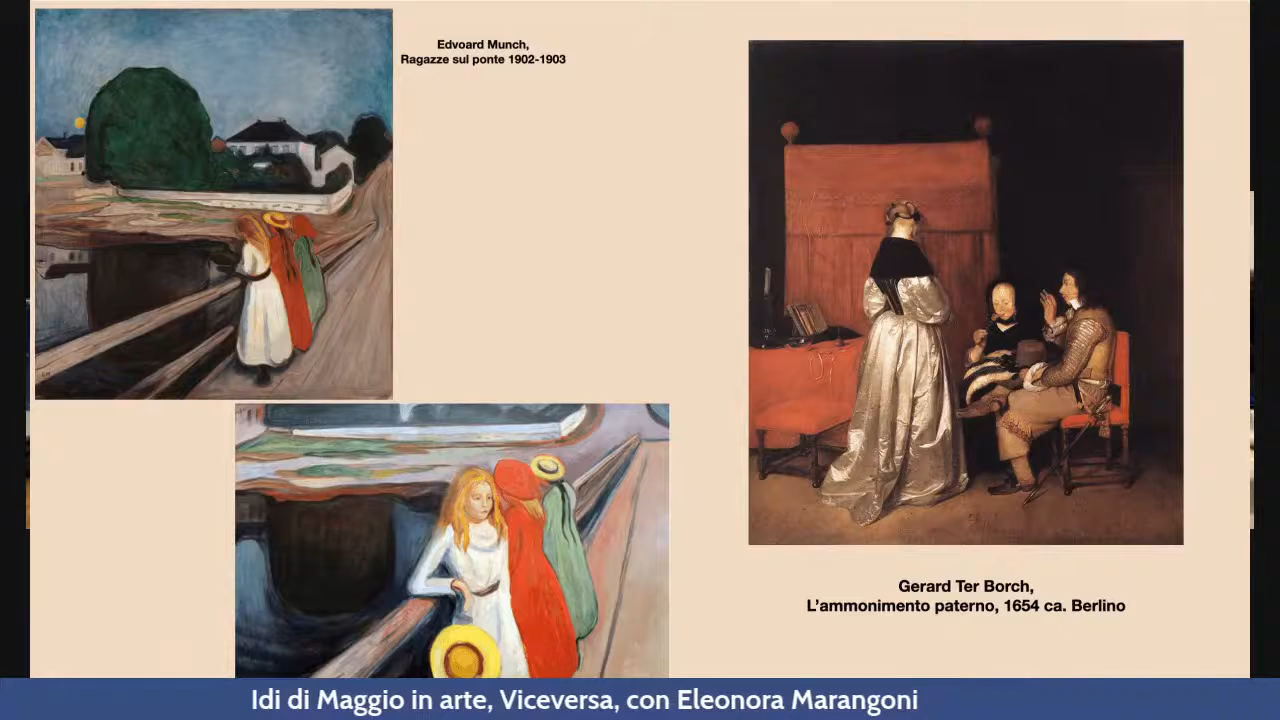 Edvoard Munch,
Ragazze sul ponte 1902-1903
Gerard Ter Borch,
L’ammonimento paterno, 1654 ca. Berlino
Idi di Maggio in arte, Viceversa, con Eleonora Marangoni